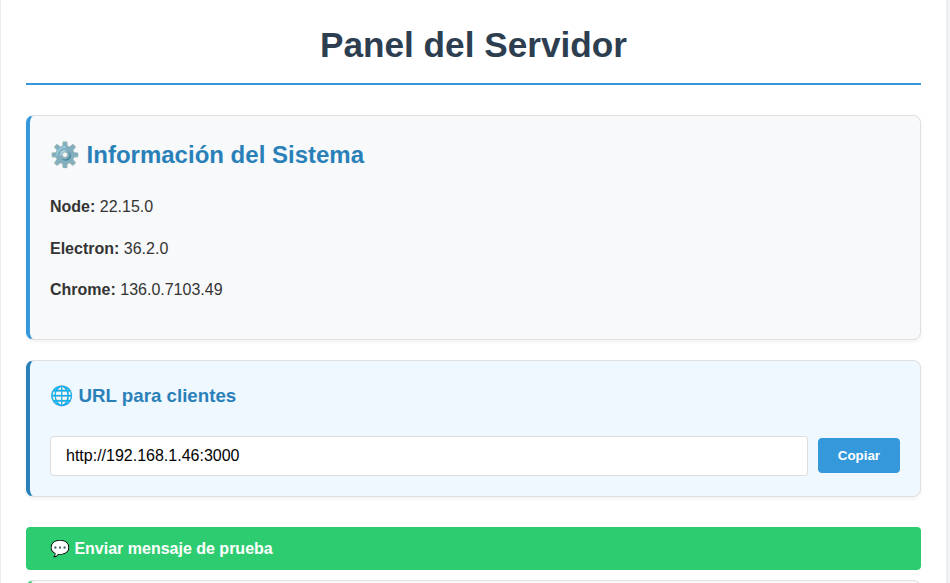 Panel del Servidor
⚙️ Información del Sistema
Node: 22.15.0
Electron: 36.2.0
Chrome: 136.0.7103.49
🌐 URL para clientes
http://192.168.1.46:3000
Copiar
💬 Enviar mensaje de prueba